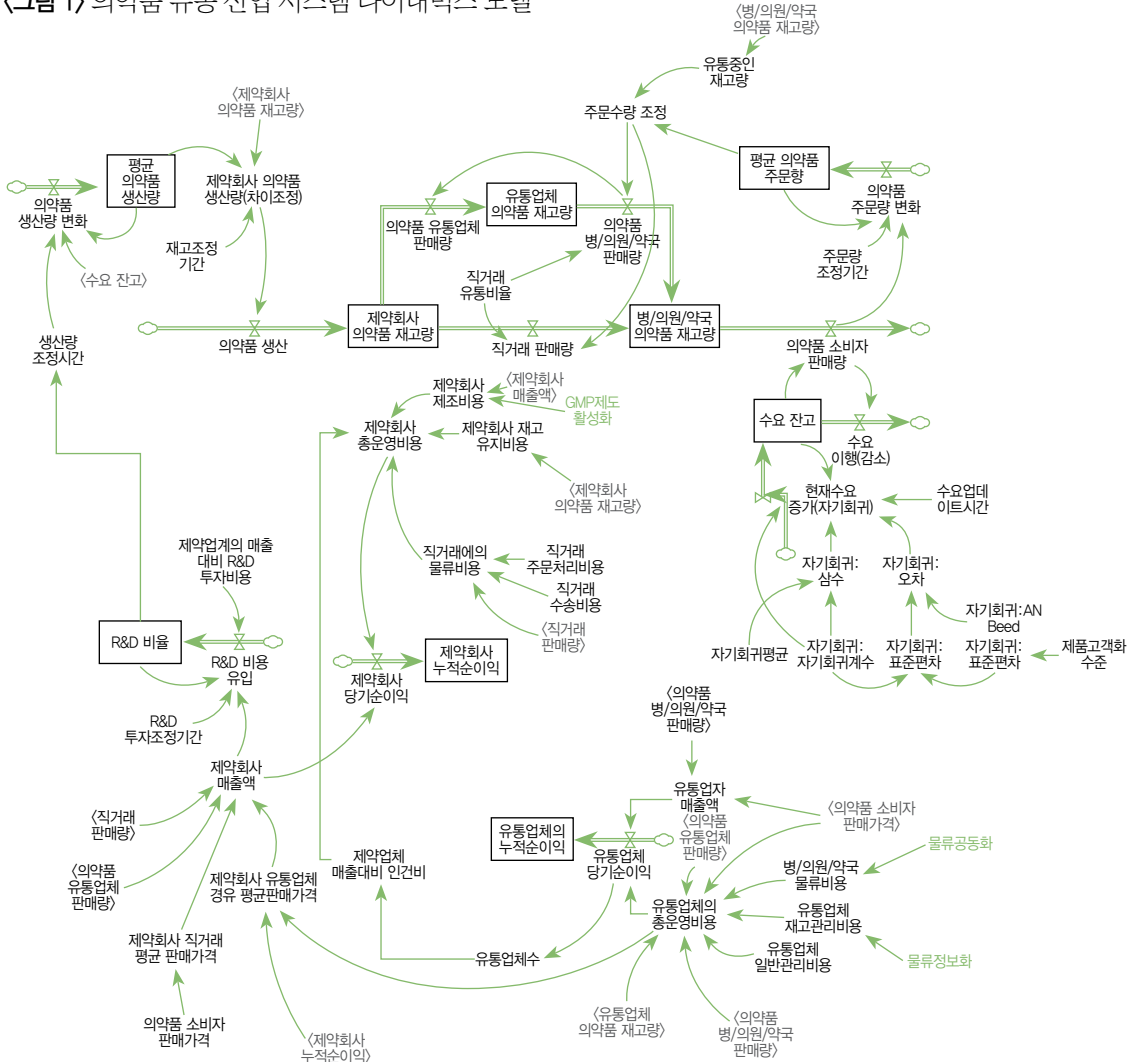 〈그림 1〉 의약품 유통 산업 시스템 다이내믹스 모델
〈병/의원/약국
의약품 재고량〉
유통중인
재고량
〈제약회사
의약품 재고량〉
주문수량 조정
평균
의약품
생산량
제약회사 의약품
생산량(차이조정)
유통업체
의약품 재고량
평균 의약품
주문향
의약품
생산량 변화
의약품 유통업체
판매량
의약품
병/의원/약국
판매량
의약품
주문량 변화
재고조정
기간
〈수요 잔고〉
직거래
유통비율
주문량
조정기간
생산량
조정시간
의약품 생산
제약회사
의약품 재고량
직거래 판매량
병/의원/약국
의약품 재고량
의약품 소비자
판매량
제약회사
제조비용
〈제약회사
매출액〉
GMP제도
활성화
제약회사
총운영비용
제약회사 재고
유지비용
수요 잔고
수요
이행(감소)
〈제약회사
의약품 재고량〉
현재수요
증가(자기회귀)
수요업데
이트시간
제약업계의 매출
대비 R&D
투자비용
직거래에의
물류비용
직거래
주문처리비용
직거래
수송비용
〈직거래
판매량〉
자기회귀:
삼수
자기회귀:
오차
자기회귀:AN
Beed
R&D 비율
R&D 비용
유입
제약회사
당기순이익
제약회사
누적순이익
자기회귀평균
자기회귀:
자기회귀계수
자기회귀:
표준편차
자기회귀:
표준편차
제품고객화
수준
R&D
투자조정기간
〈의약품
병/의원/약국
판매량〉
제약회사
매출액
유통업자
매출액
〈의약품 소비자
판매가격〉
〈직거래
판매량〉
유통업체의
누적순이익
유통업체
당기순이익
〈의약품
유통업체
판매량〉
물류공동화
〈의약품
유통업체
판매량〉
제약회사 유통업체
경유 평균판매가격
제약업체
매출대비 인건비
병/의원/약국
물류비용
유통업체의
총운영비용
유통업체
재고관리비용
제약회사 직거래
평균 판매가격
유통업체수
유통업체
일반관리비용
물류정보화
의약품 소비자
판매가격
〈제약회사
누적순이익〉
〈유통업체
의약품 재고량〉
〈의약품
병/의원/약국
판매량〉